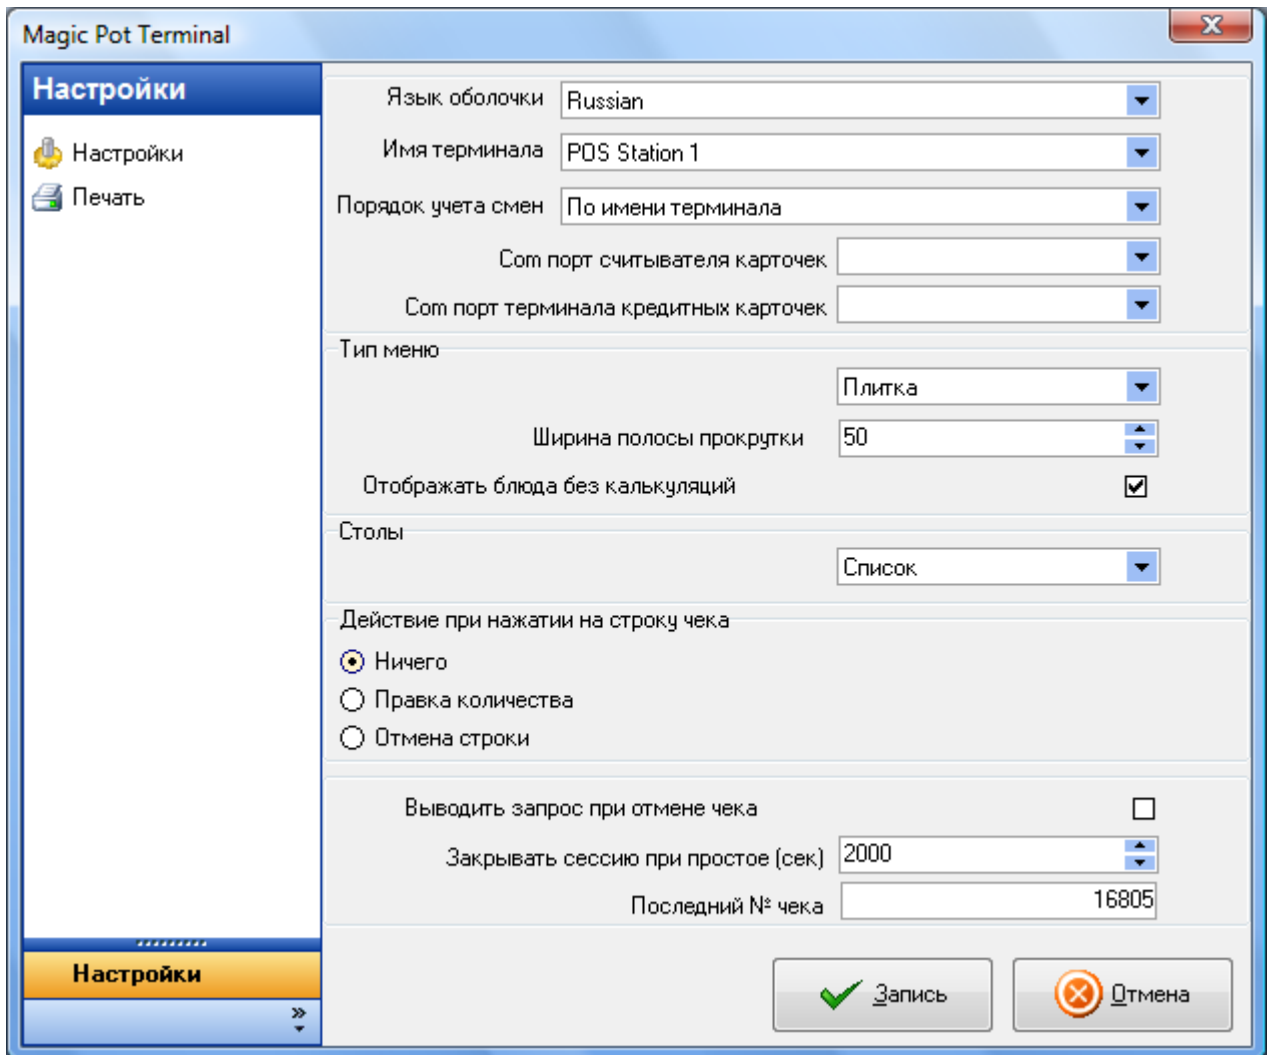 Magic Pot Terminal
Настройки
Настройки
Печать
Язык оболочки Russian
Имя терминала POS Station 1
Порядок учета смен По имени терминала
Com порт считывателя карточек
Com порт терминала кредитных карточек
Тип меню
Плитка
Ширина полосы прокрутки 50
Отображать блюда без калькуляций
Столы
Список
Действие при нажатии на строку чека
Ничего
Правка количества
Отмена строки
Выводить запрос при отмене чека
Закрывать сессию при простое (сек) 2000
Последний № чека 16805
Настройки
Запись Отмена